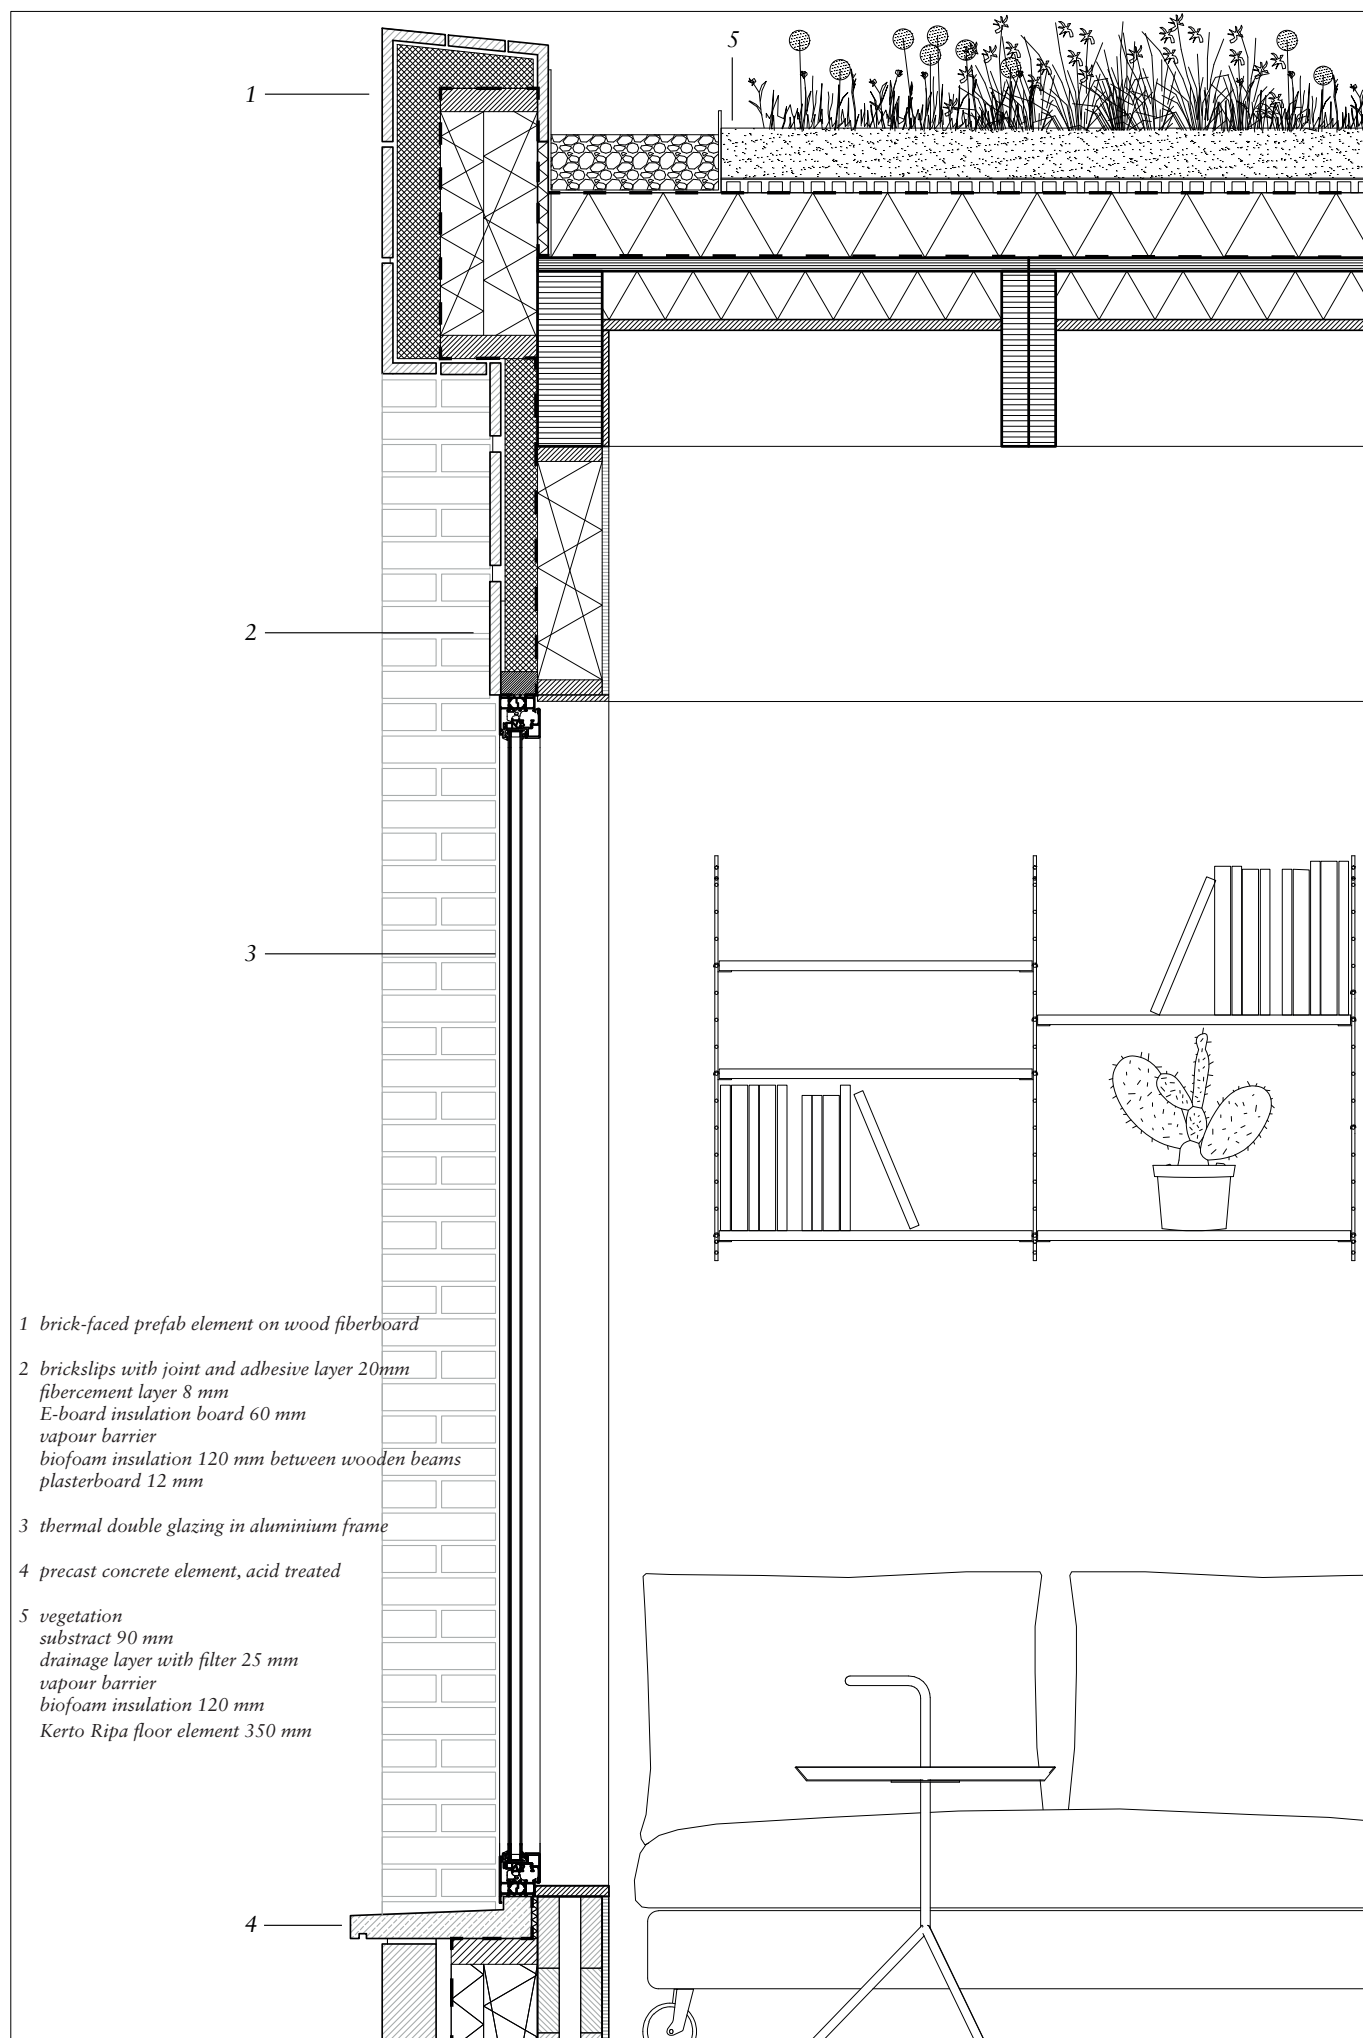 5
1
2
3
1 brick-faced prefab element on wood fiberboard
2 brickslips with joint and adhesive layer 20mm
fibercement layer 8 mm
E-board insulation board 60 mm
vapour barrier
biofoam insulation 120 mm between wooden beams
plasterboard 12 mm
3 thermal double glazing in aluminium frame
4 precast concrete element, acid treated
5 vegetation
substract 90 mm
drainage layer with filter 25 mm
vapour barrier
biofoam insulation 120 mm
Kerto Ripa floor element 350 mm
4